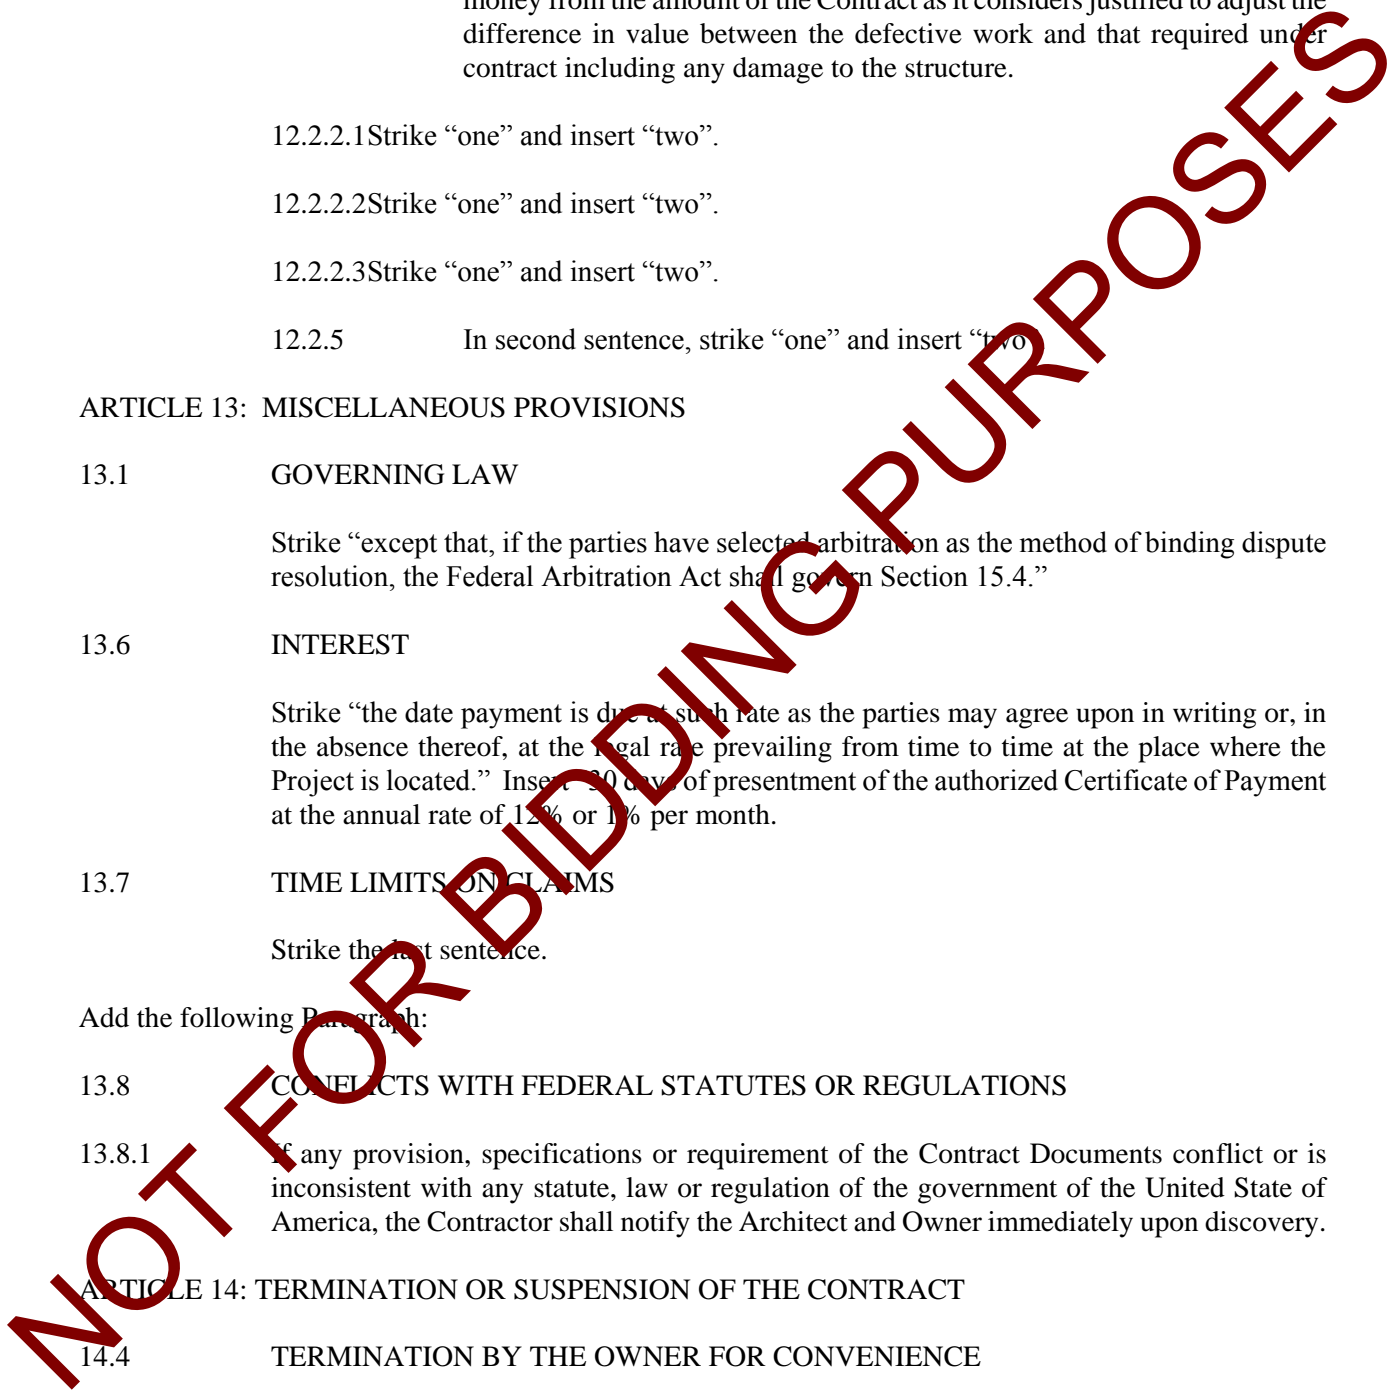 money from the amount of the Contract as it considers justified to adjust the
difference in value between the defective work and that required under
contract including any damage to the structure.
12.2.2.1Strike “one” and insert “two”.
12.2.2.2Strike “one” and insert “two”.
12.2.2.3Strike “one” and insert “two”.
12.2.5 In second sentence, strike “one” and insert “two”.
ARTICLE 13: MISCELLANEOUS PROVISIONS
13.1 GOVERNING LAW
Strike “except that, if the parties have selected arbitration as the method of binding dispute
resolution, the Federal Arbitration Act shall govern Section 15.4.”
13.6 INTEREST
Strike “the date payment is due at such rate as the parties may agree upon in writing or, in
the absence thereof, at the legal rate prevailing from time to time at the place where the
Project is located.” Insert “30 days of presentment of the authorized Certificate of Payment
at the annual rate of 12% or 1% per month.
13.7 TIME LIMITS ON CLAIMS
Strike the last sentence.
Add the following Paragraph:
13.8 CONFLICTS WITH FEDERAL STATUTES OR REGULATIONS
13.8.1 If any provision, specifications or requirement of the Contract Documents conflict or is
inconsistent with any statute, law or regulation of the government of the United State of
America, the Contractor shall notify the Architect and Owner immediately upon discovery.
ARTICLE 14: TERMINATION OR SUSPENSION OF THE CONTRACT
14.4 TERMINATION BY THE OWNER FOR CONVENIENCE
NOT FOR BIDDING PURPOSES